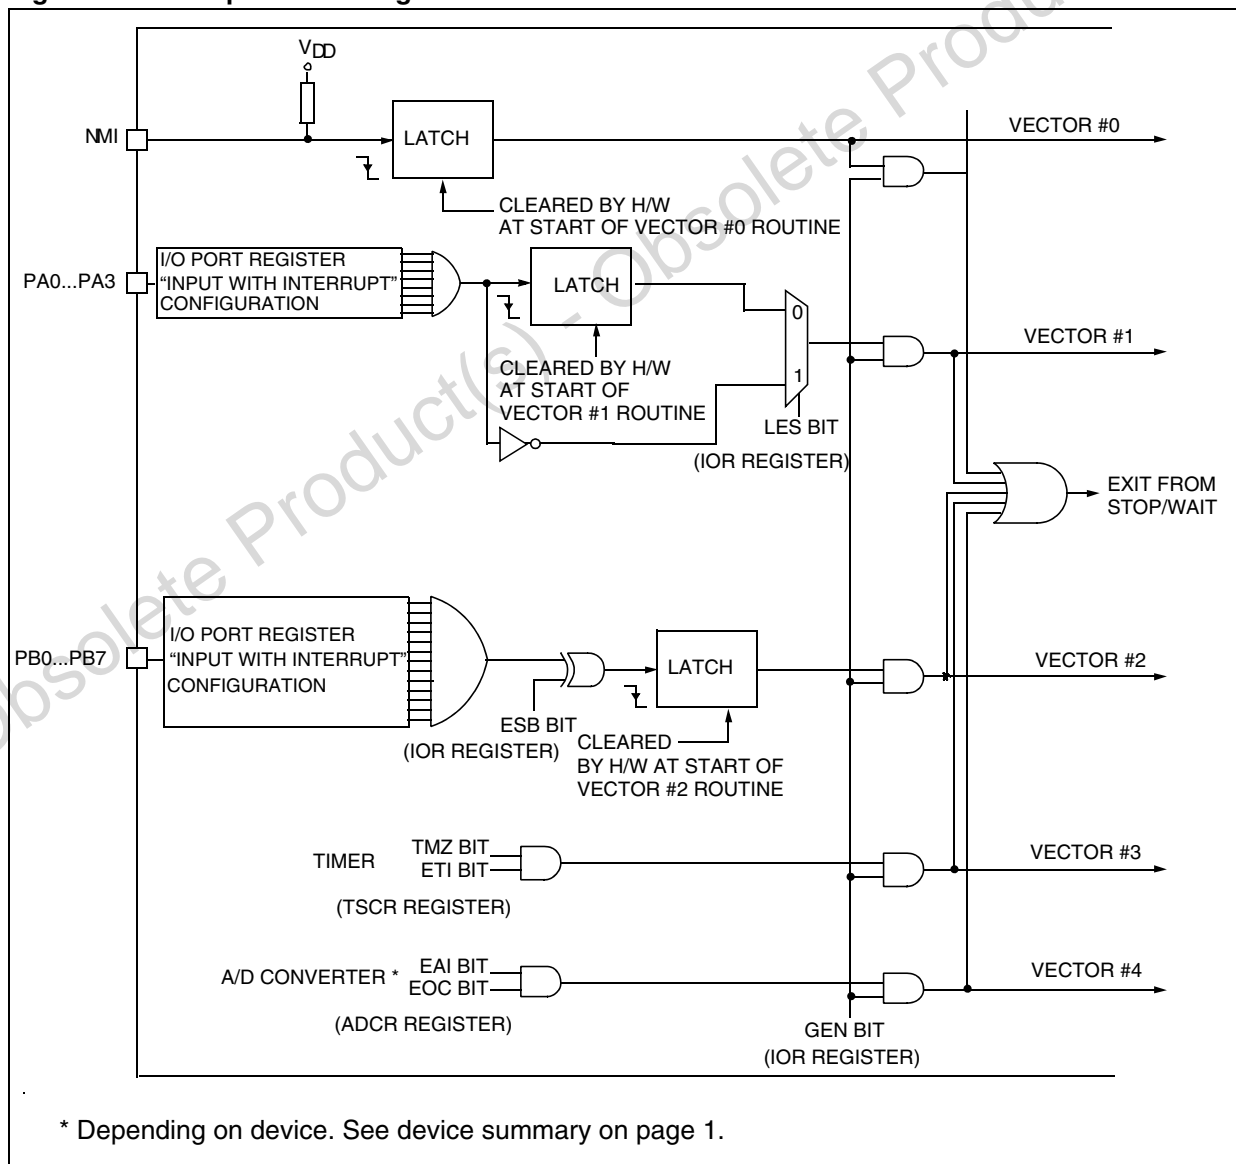 VDD
NMI
LATCH
VECTOR #0
CLEARED BY H/W
AT START OF VECTOR #0 ROUTINE
PA0...PA3
I/O PORT REGISTER
“INPUT WITH INTERRUPT”
CONFIGURATION
LATCH
0
1
VECTOR #1
CLEARED BY H/W
AT START OF
VECTOR #1 ROUTINE
LES BIT
(IOR REGISTER)
EXIT FROM
STOP/WAIT
PB0...PB7
I/O PORT REGISTER
“INPUT WITH INTERRUPT”
CONFIGURATION
LATCH
VECTOR #2
ESB BIT
(IOR REGISTER)
CLEARED
BY H/W AT START OF
VECTOR #2 ROUTINE
TIMER
TMZ BIT
ETI BIT
(TSCR REGISTER)
VECTOR #3
A/D CONVERTER *
EAI BIT
EOC BIT
(ADCR REGISTER)
VECTOR #4
GEN BIT
(IOR REGISTER)
* Depending on device. See device summary on page 1.
Obsolete Product(s) - Obsolete